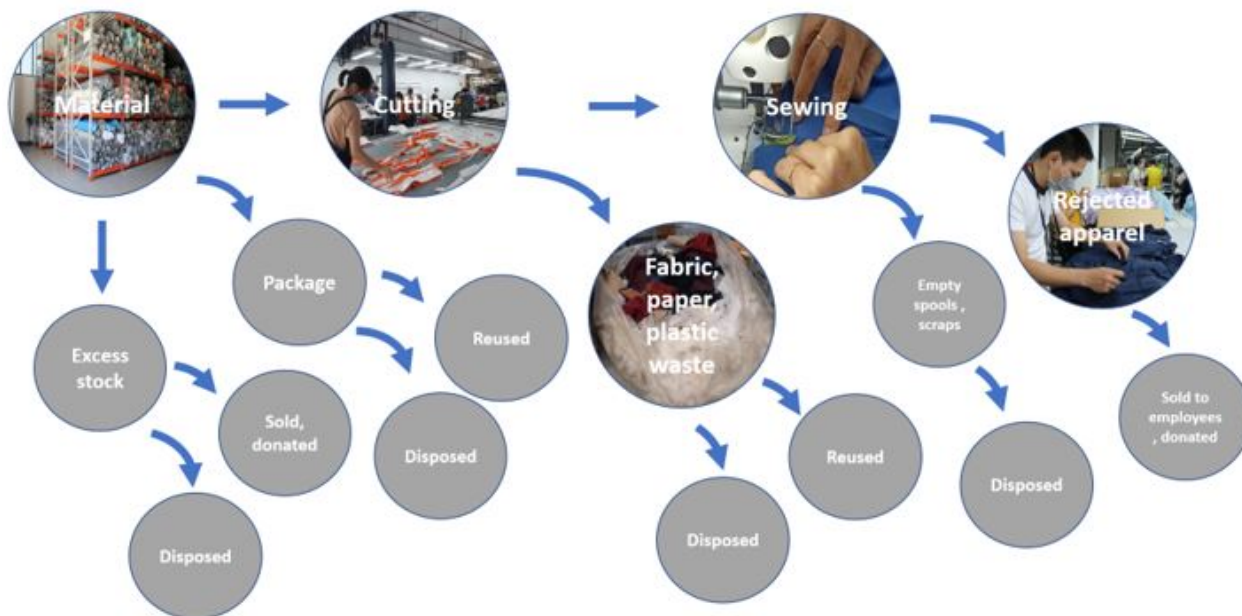 Material
Cutting
Sewing
Rejected
apparel
Package
Fabric,
paper,
plastic
waste
Empty
spools ,
scraps
Excess
stock
Reused
Sold,
donated
Disposed
Sold to
employees
, donated
Reused
Disposed
Disposed
Disposed